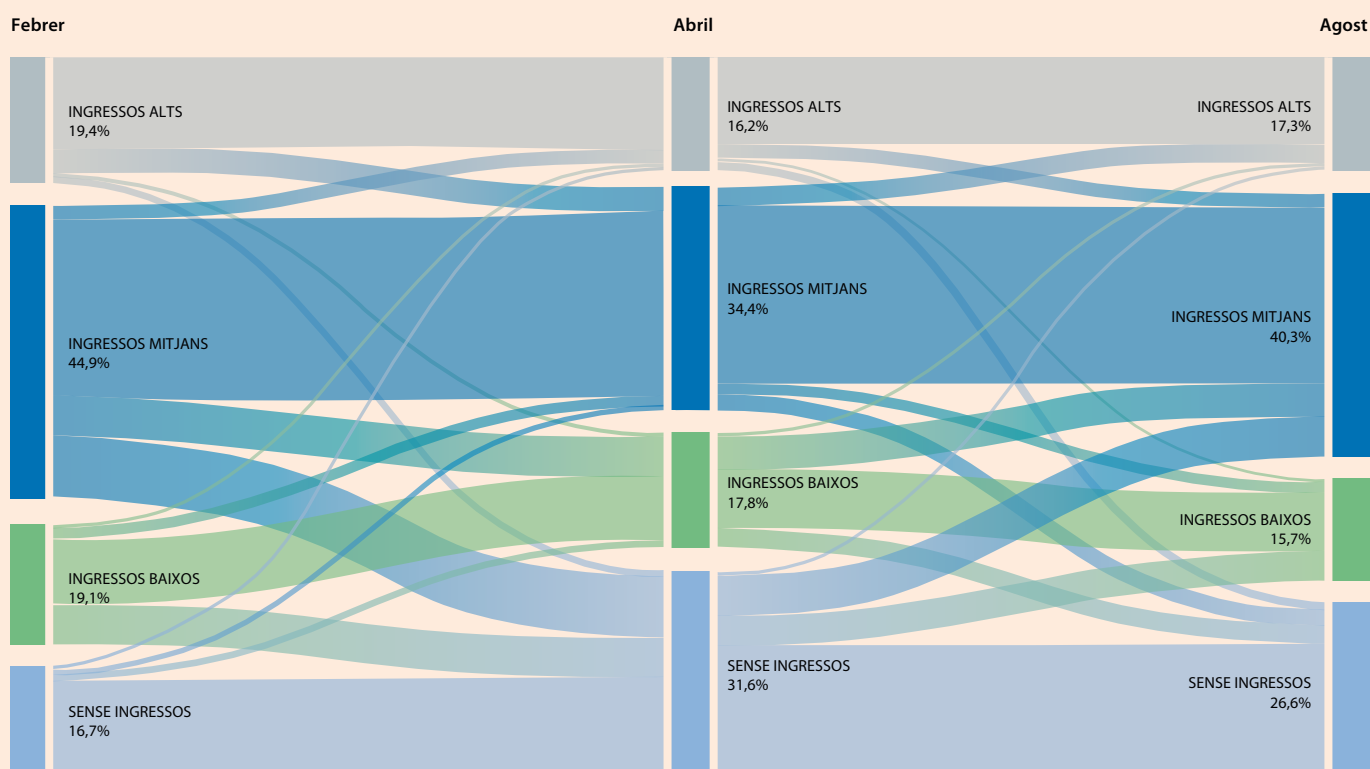 Febrer
Abril
Agost
INGRESSOS ALTS
19,4%
INGRESSOS MITJANS
44,9%
INGRESSOS BAIXOS
19,1%
SENSE INGRESSOS
16,7%
INGRESSOS ALTS
16,2%
INGRESSOS MITJANS
34,4%
INGRESSOS BAIXOS
17,8%
SENSE INGRESSOS
31,6%
INGRESSOS ALTS
17,3%
INGRESSOS MITJANS
40,3%
INGRESSOS BAIXOS
15,7%
SENSE INGRESSOS
26,6%